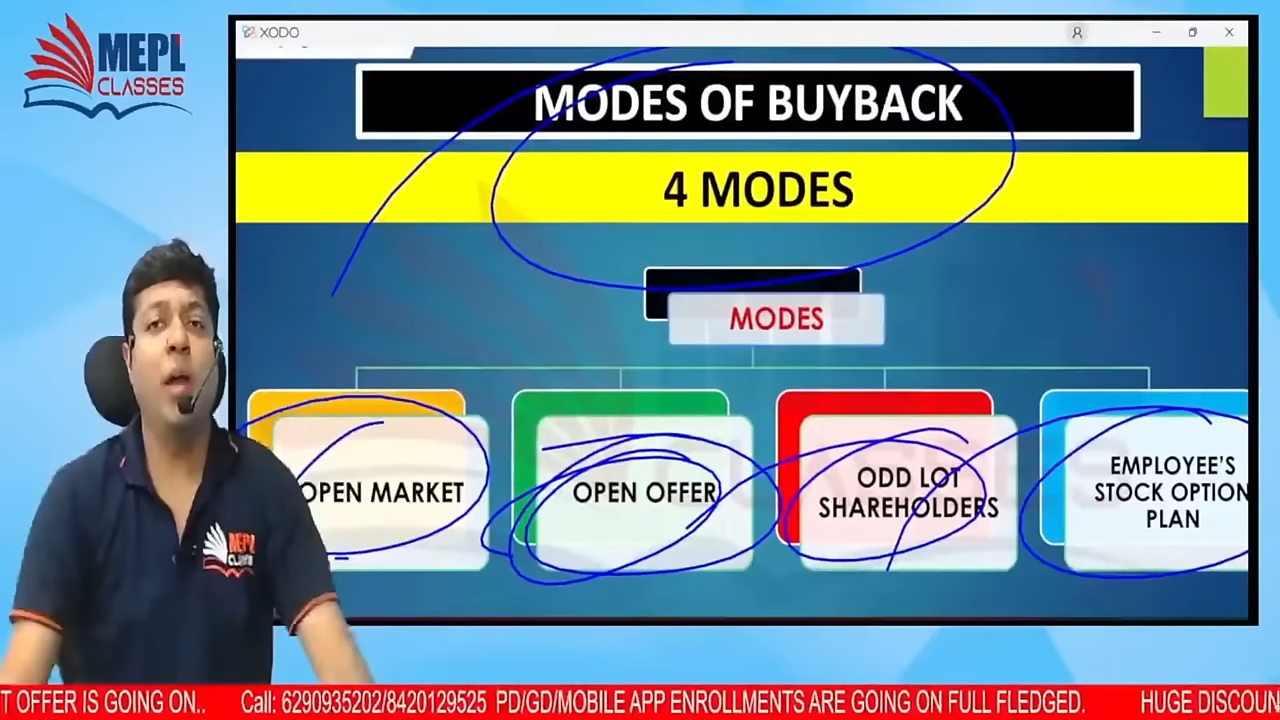 MEPL
CLASSES
XODO
MODES OF BUYBACK
4 MODES
MODES
OPEN MARKET
OPEN OFFER
ODD LOT
SHAREHOLDERS
EMPLOYEE'S
STOCK OPTION
PLAN
MEPL
T OFFER IS GOING ON.. Call: 6290935202/8420129525 PD/GD/MOBILE APP ENROLLMENTS ARE GOING ON FULL FLEDGED. HUGE DISCOUN